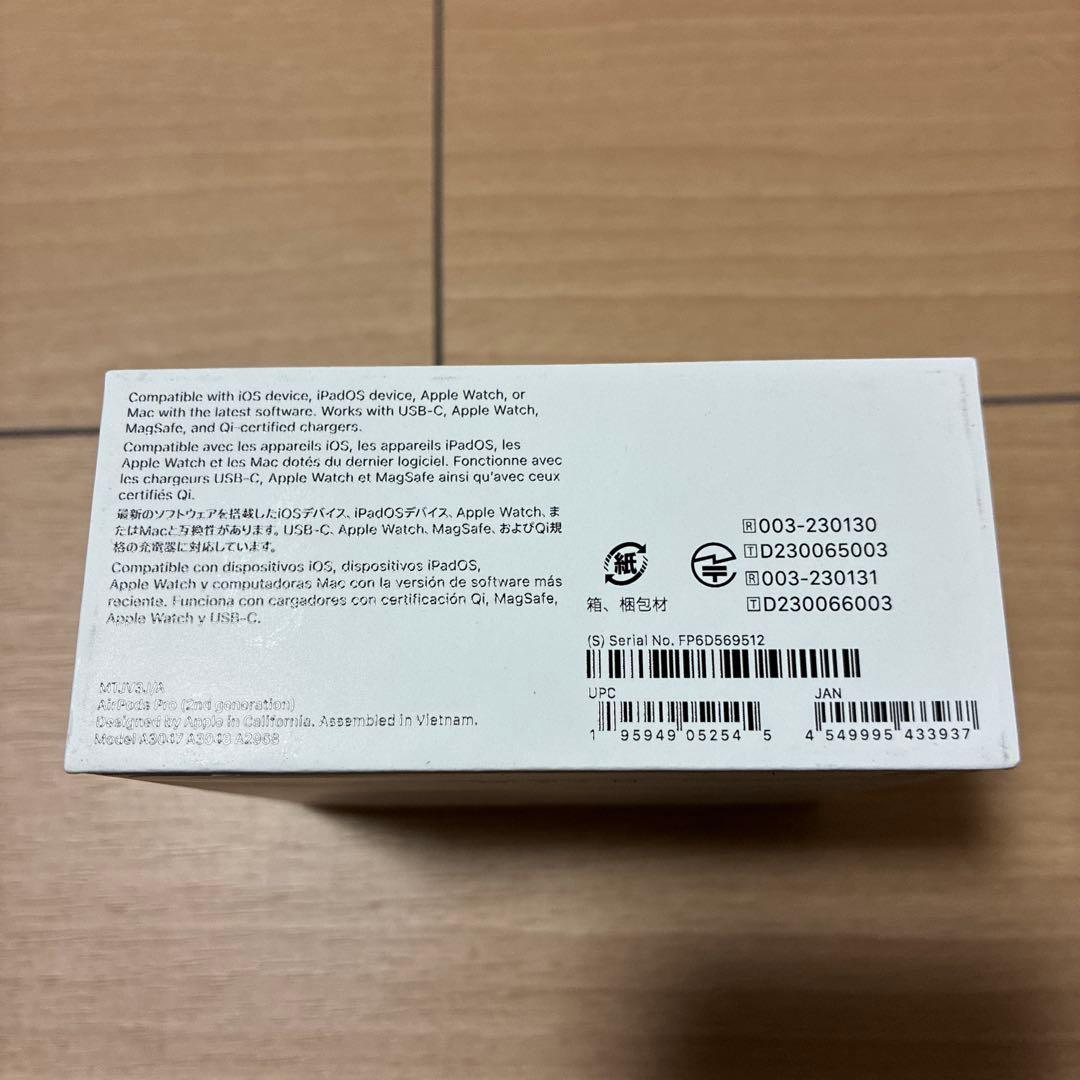 Compatible with iOS device, iPadOS device, Apple Watch, or
Mac with the latest software. Works with USB-C, Apple Watch,
MagSafe, and Qi-certified chargers.
Compatible avec les appareils iOS, les appareils iPadOS, les
Apple Watch et les Mac dotés du dernier logiciel. Fonctionne avec
les chargeurs USB-C, Apple Watch et MagSafe ainsi qu'avec ceux
certifiés Qi.
最新のソフトウェアを搭載したiOSデバイス、iPadOSデバイス、Apple Watch、ま
たはMacと互換性があります。USB-C、Apple Watch、MagSafe、およびQi規
格の充電器に対応しています。
Compatible con dispositivos iOS, dispositivos iPadOS,
Apple Watch y computadoras Mac con la versión de software más
reciente. Funciona con cargadores con certificación Qi, MagSafe,
Apple Watch y USB-C.
MTJV3J/A
AirPods Pro (2nd generation)
Designed by Apple in California. Assembled in Vietnam.
Model A3047 A3048 A2968
紙
箱、梱包材
R 003-230130
T D230065003
R 003-230131
T D230066003
(S) Serial No. FP6D569512
UPC
1 95949 05254 5
JAN
4 549995 433937